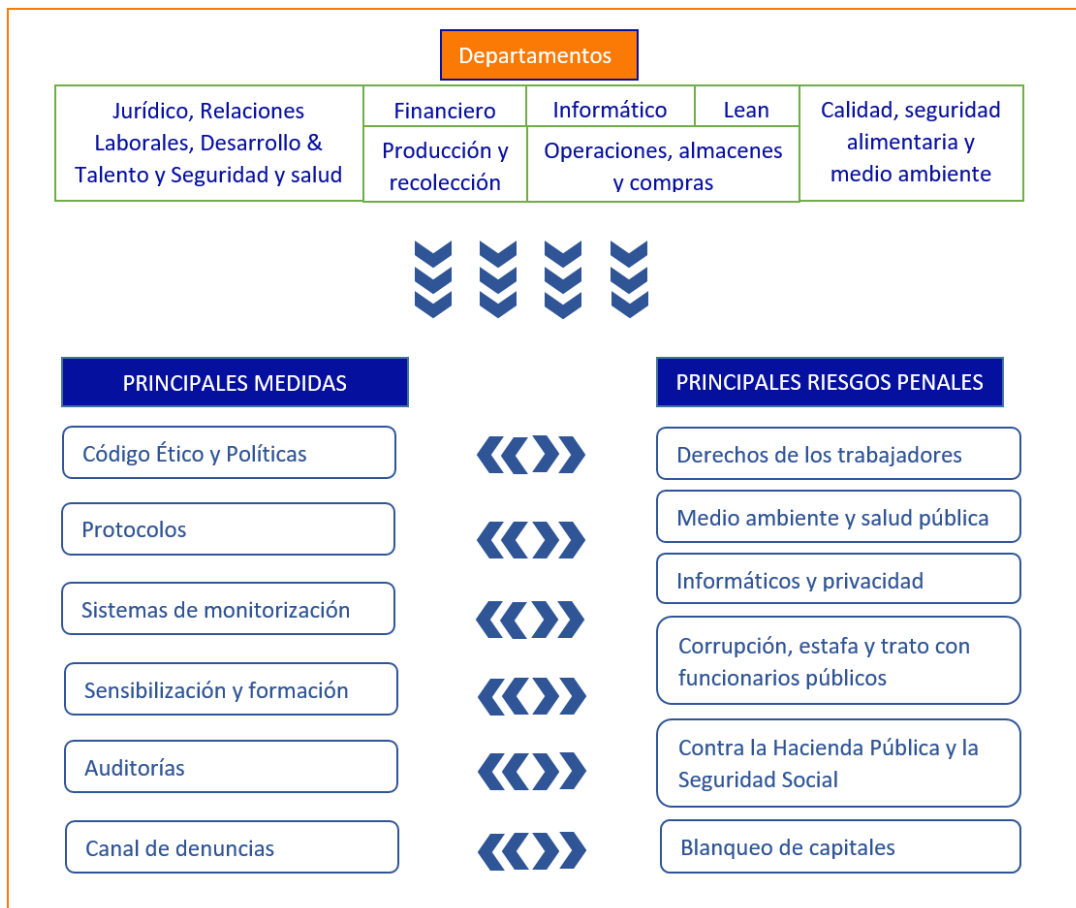 Departamentos
Jurídico, Relaciones
Laborales, Desarrollo &
Talento y Seguridad y salud
Financiero
Informático
Lean
Calidad, seguridad
alimentaria y
medio ambiente
Producción y
recolección
Operaciones, almacenes
y compras
PRINCIPALES MEDIDAS
PRINCIPALES RIESGOS PENALES
Código Ético y Políticas
Derechos de los trabajadores
Protocolos
Medio ambiente y salud pública
Sistemas de monitorización
Informáticos y privacidad
Sensibilización y formación
Corrupción, estafa y trato con
funcionarios públicos
Auditorías
Contra la Hacienda Pública y la
Seguridad Social
Canal de denuncias
Blanqueo de capitales